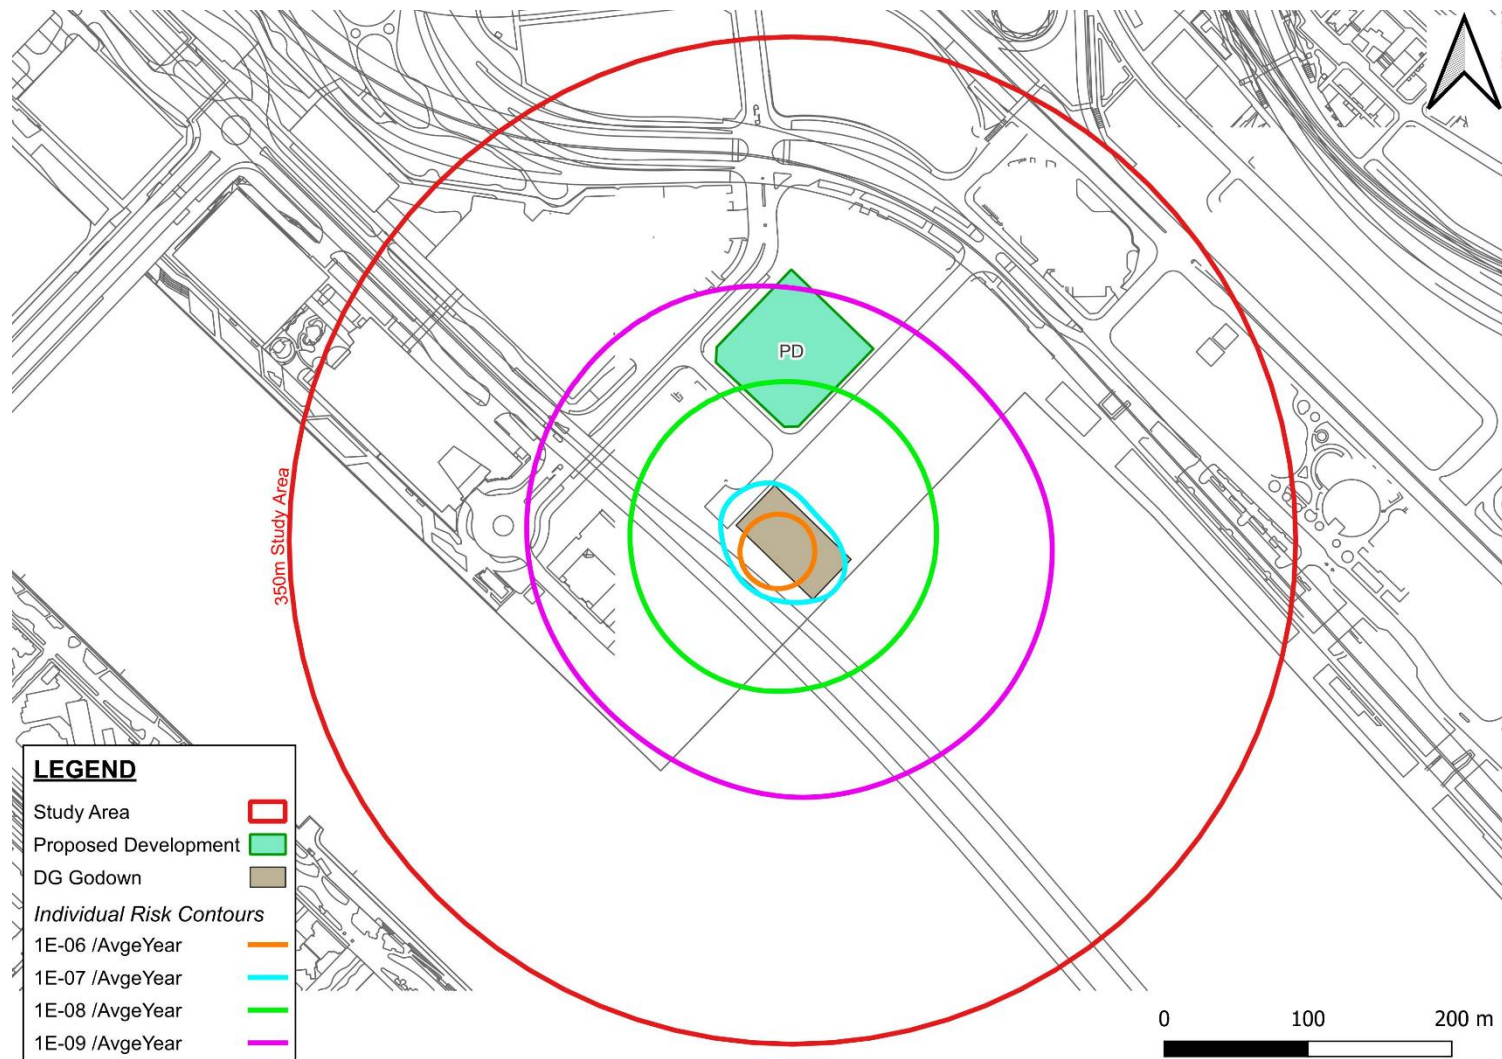 PD
350m Study Area
LEGEND
Study Area
Proposed Development
DG Godown
Individual Risk Contours
1E-06 /AvgeYear
1E-07 /AvgeYear
1E-08 /AvgeYear
1E-09 /AvgeYear
0 100 200 m